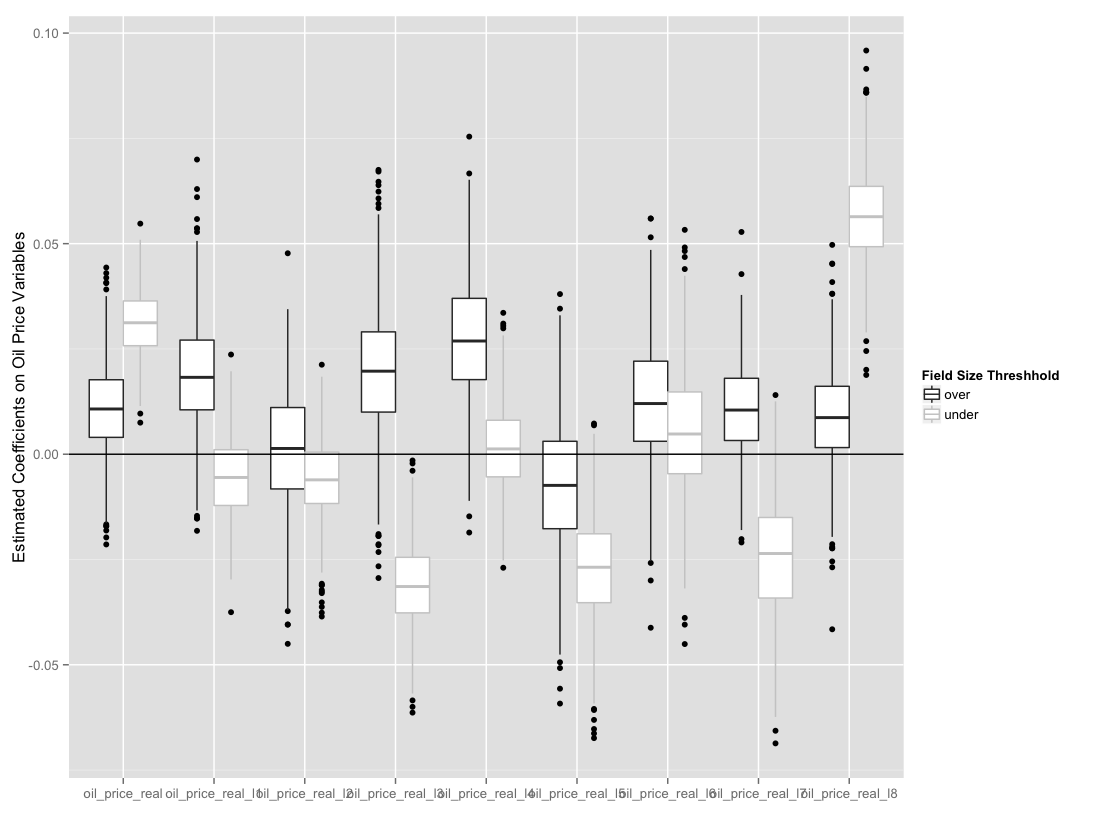 Estimated Coefficients on Oil Price Variables
0.10
0.05
0.00
-0.05
oil_price_real oil_price_real_l1 oil_price_real_l2 oil_price_real_l3 oil_price_real_l4 oil_price_real_l5 oil_price_real_l6 oil_price_real_l7 oil_price_real_l8
Field Size Threshhold
over
under